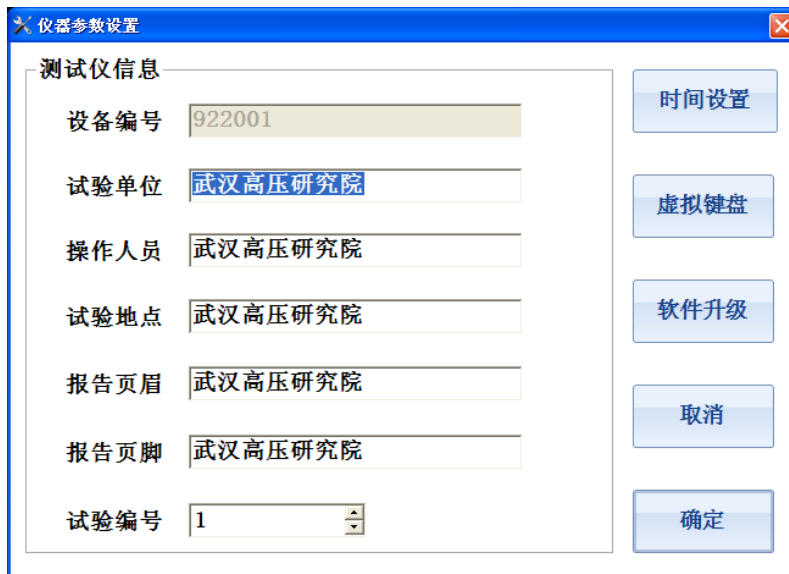 仪器参数设置
测试仪信息
设备编号 922001
试验单位 武汉高压研究院
操作人员 武汉高压研究院
试验地点 武汉高压研究院
报告页眉 武汉高压研究院
报告页脚 武汉高压研究院
试验编号 1
时间设置
虚拟键盘
软件升级
取消
确定